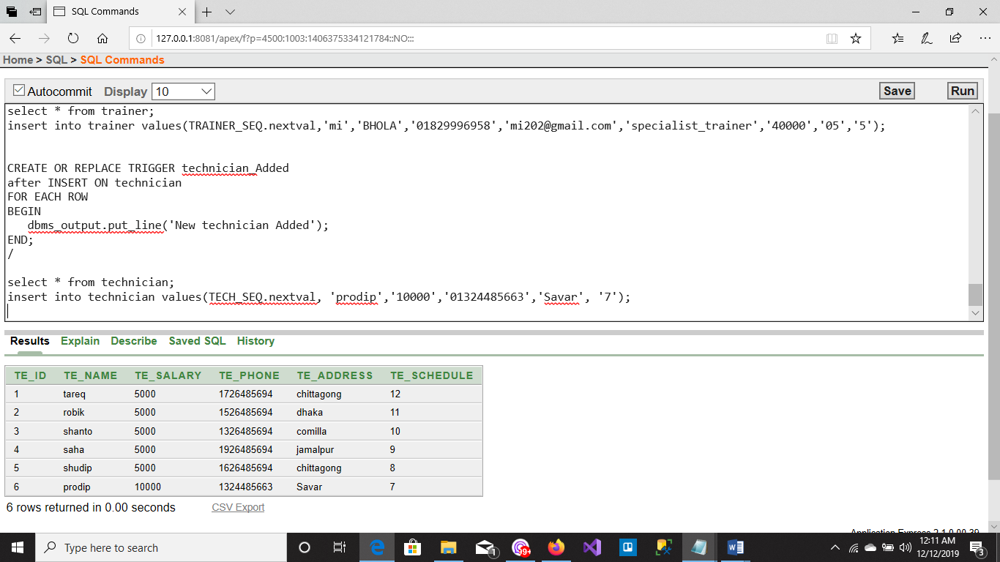 SQL Commands
127.0.0.1:8081/apex/f?p=4500:1003:1406375334121784::NO:::
Home > SQL > SQL Commands
Autocommit Display 10 Save Run
select * from trainer;
insert into trainer values(TRAINER_SEQ.nextval,'mi','BHOLA','01829996958','mi202@gmail.com','specialist_trainer','40000','05','5');
CREATE OR REPLACE TRIGGER technician_Added
after INSERT ON technician
FOR EACH ROW
BEGIN
dbms_output.put_line('New technician Added');
END;
/
select * from technician;
insert into technician values(TECH_SEQ.nextval, 'prodip','10000','01324485663','Savar', '7');
Results Explain Describe Saved SQL History
TE_ID TE_NAME TE_SALARY TE_PHONE TE_ADDRESS TE_SCHEDULE
1 tareq 5000 1726485694 chittagong 12
2 robik 5000 1526485694 dhaka 11
3 shanto 5000 1326485694 comilla 10
4 saha 5000 1926485694 jamalpur 9
5 shudip 5000 1626485694 chittagong 8
6 prodip 10000 1324485663 Savar 7
6 rows returned in 0.00 seconds CSV Export
Application Express 2.1.0.00.39
Type here to search 1 9+ 12:11 AM
12/12/2019 3